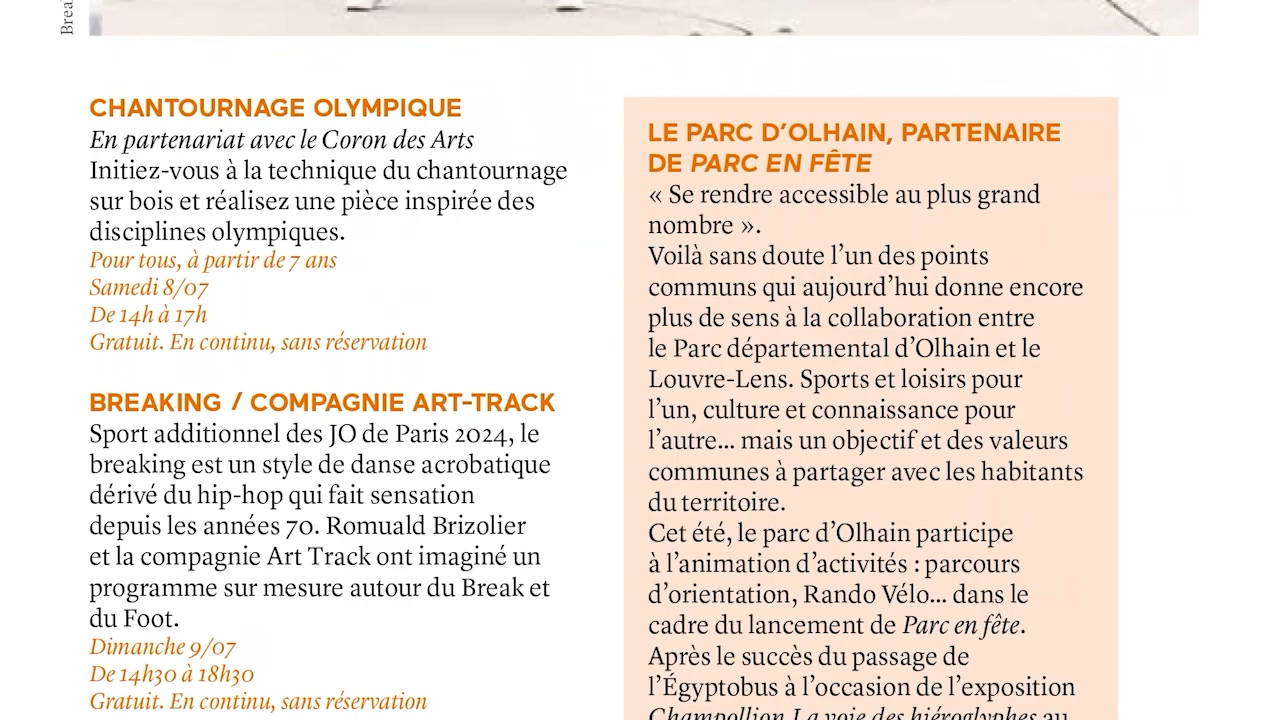 Brea
CHANTOURNAGE OLYMPIQUE
En partenariat avec le Coron des Arts
Initiez-vous à la technique du chantournage
sur bois et réalisez une pièce inspirée des
disciplines olympiques.
Pour tous, à partir de 7 ans
Samedi 8/07
De 14h à 17h
Gratuit. En continu, sans réservation
BREAKING / COMPAGNIE ART-TRACK
Sport additionnel des JO de Paris 2024, le
breaking est un style de danse acrobatique
dérivé du hip-hop qui fait sensation
depuis les années 70. Romuald Brizolier
et la compagnie Art Track ont imaginé un
programme sur mesure autour du Break et
du Foot.
Dimanche 9/07
De 14h30 à 18h30
Gratuit. En continu, sans réservation
LE PARC D'OLHAIN, PARTENAIRE
DE PARC EN FÊTE
« Se rendre accessible au plus grand
nombre ».
Voilà sans doute l'un des points
communs qui aujourd'hui donne encore
plus de sens à la collaboration entre
le Parc départemental d'Olhain et le
Louvre-Lens. Sports et loisirs pour
l'un, culture et connaissance pour
l'autre... mais un objectif et des valeurs
communes à partager avec les habitants
du territoire.
Cet été, le parc d'Olhain participe
à l'animation d'activités : parcours
d'orientation, Rando Vélo... dans le
cadre du lancement de Parc en fête.
Après le succès du passage de
l'Égyptobus à l'occasion de l'exposition
Champollion La voie des hiéroglyphes au